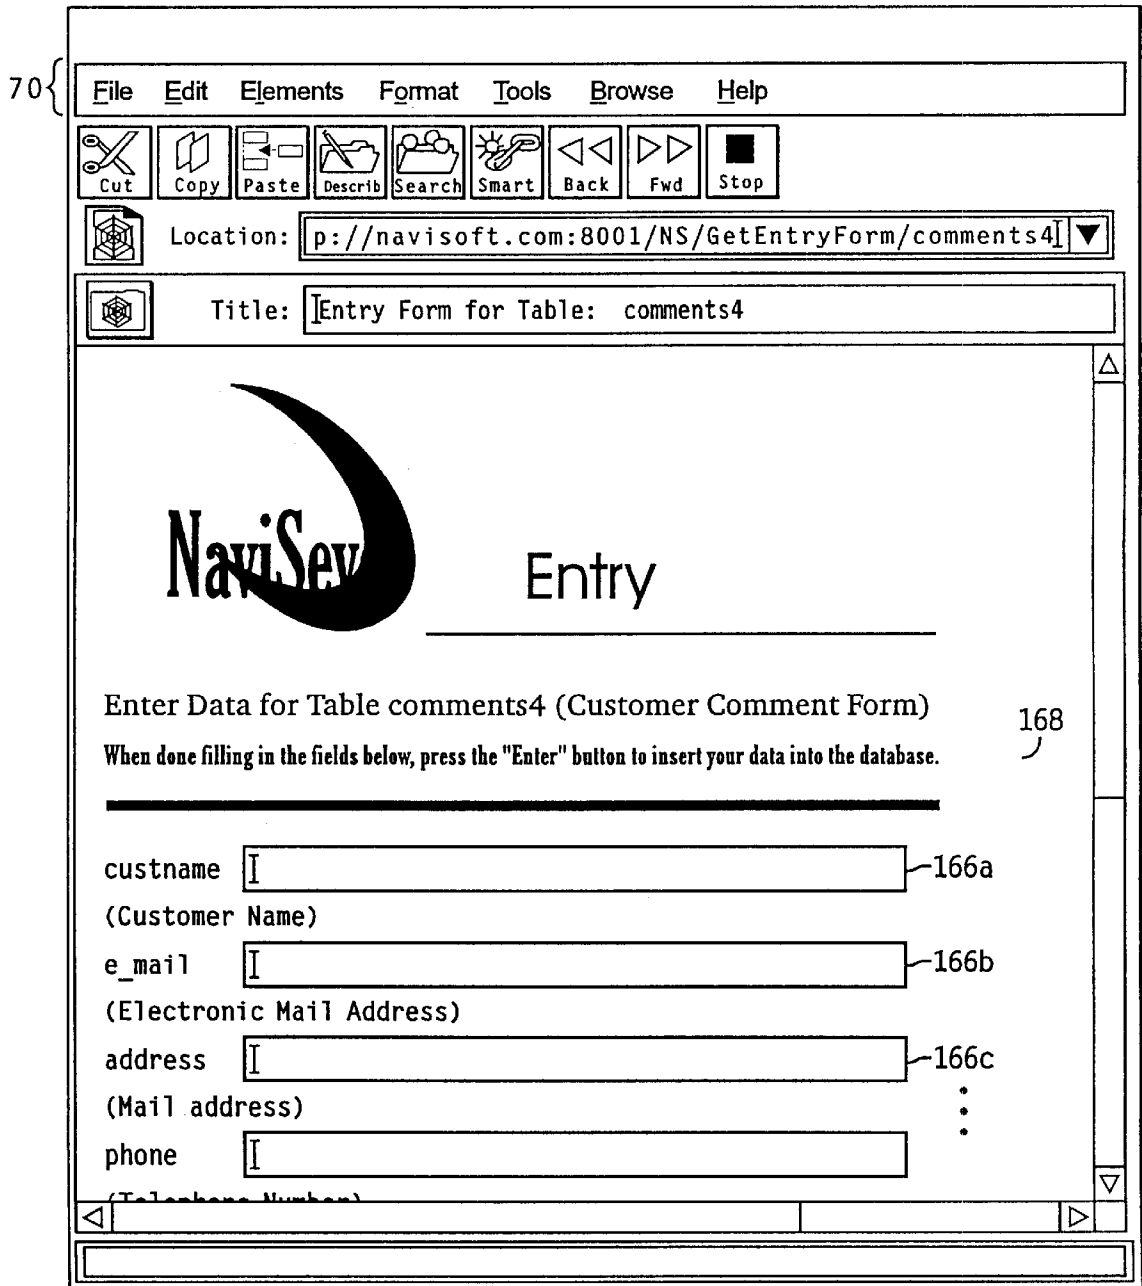 70
File Edit Elements Format Tools Browse Help
Cut Copy Paste Describ Search Smart Back Fwd Stop
Location: p://navisoft.com:8001/NS/GetEntryForm/comments4
Title: Entry Form for Table: comments4
NaviSev
Entry
Enter Data for Table comments4 (Customer Comment Form)
168
When done filling in the fields below, press the "Enter" button to insert your data into the database.
custname 166a
(Customer Name)
e_mail 166b
(Electronic Mail Address)
address 166c
(Mail address)
phone
(Telephone Number)